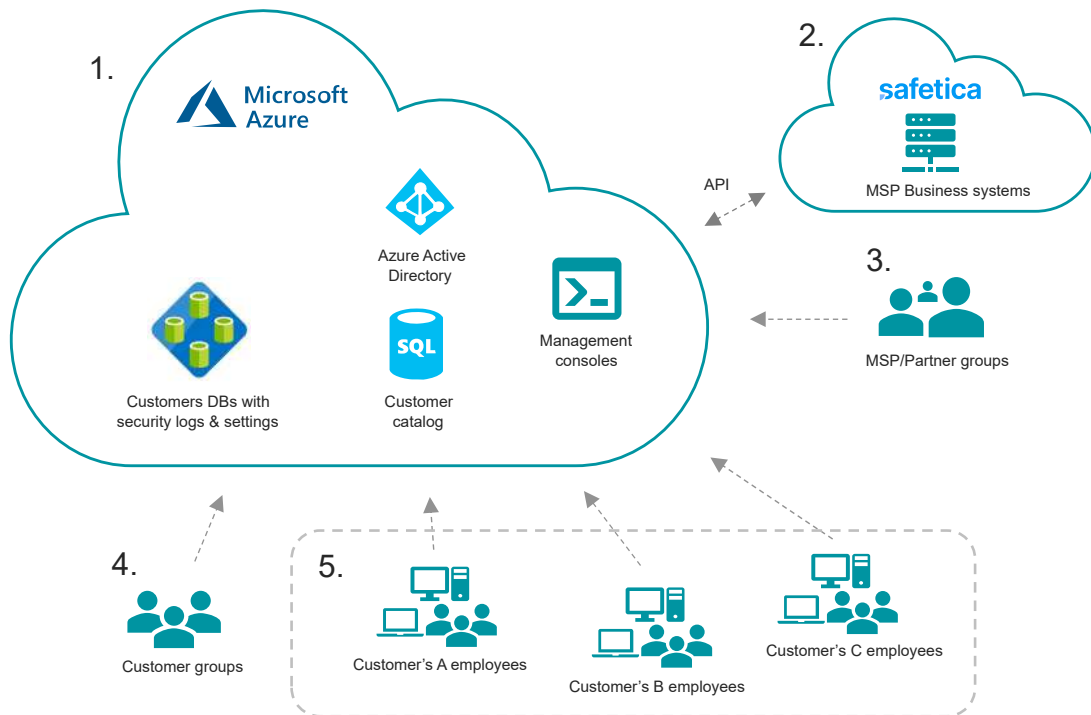 1.
Microsoft
Azure
Azure Active
Directory
SQL
Customer
catalog
Management
consoles
Customers DBs with
security logs & settings
2.
safetica
MSP Business systems
API
3.
MSP/Partner groups
4.
Customer groups
5.
Customer's A employees
Customer's B employees
Customer's C employees